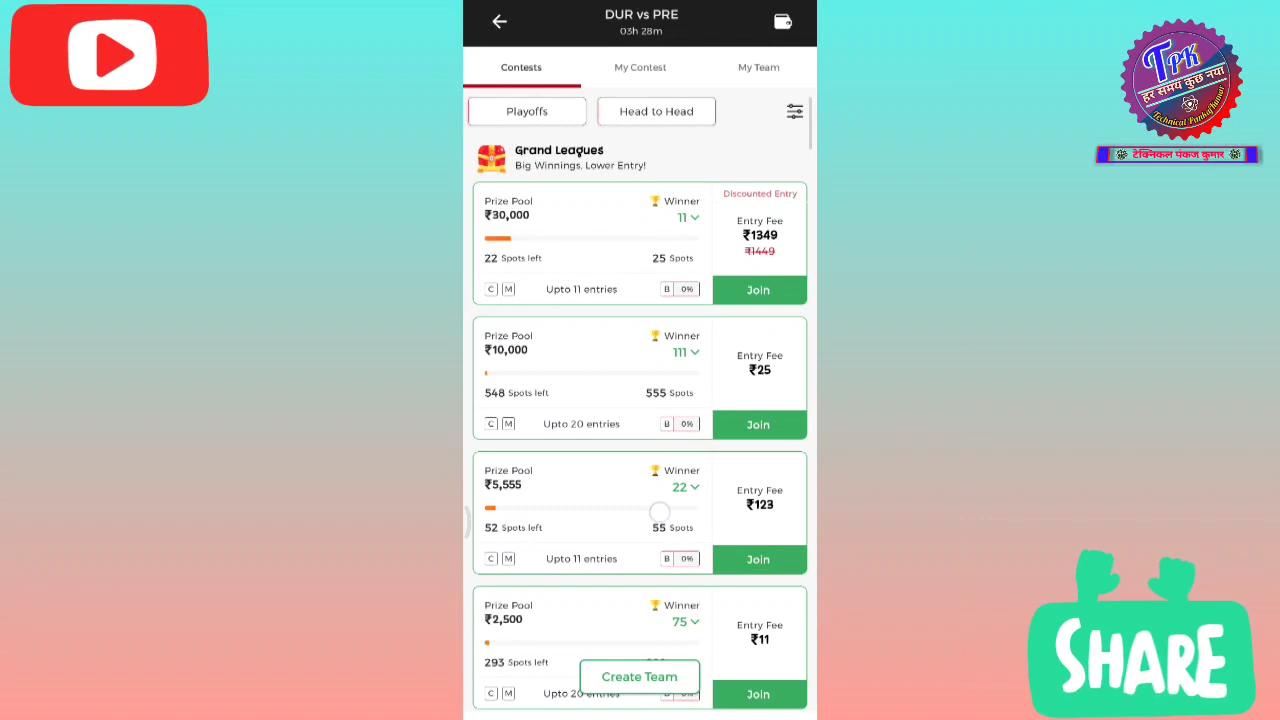 DUR vs PRE
03h 28m
Contests
My Contest
My Team
Playoffs
Head to Head
Grand Leagues
Big Winnings, Lower Entry!
Discounted Entry
Prize Pool
Winner
Entry Fee
₹30,000
11
₹1349
₹1449
22 Spots left
25 Spots
C M
Upto 11 entries
B 0%
Join
Prize Pool
Winner
Entry Fee
₹10,000
111
₹25
548 Spots left
555 Spots
C M
Upto 20 entries
B 0%
Join
Prize Pool
Winner
Entry Fee
₹5,555
22
₹123
52 Spots left
55 Spots
C M
Upto 11 entries
B 0%
Join
Prize Pool
Winner
Entry Fee
₹2,500
75
₹11
293 Spots left
Create Team
C M
Upto 20 entries
B 0%
Join
TPK
हर समय कुछ नया
Technical Pankaj kumar
टेक्निकल पंकज कुमार
SHARE